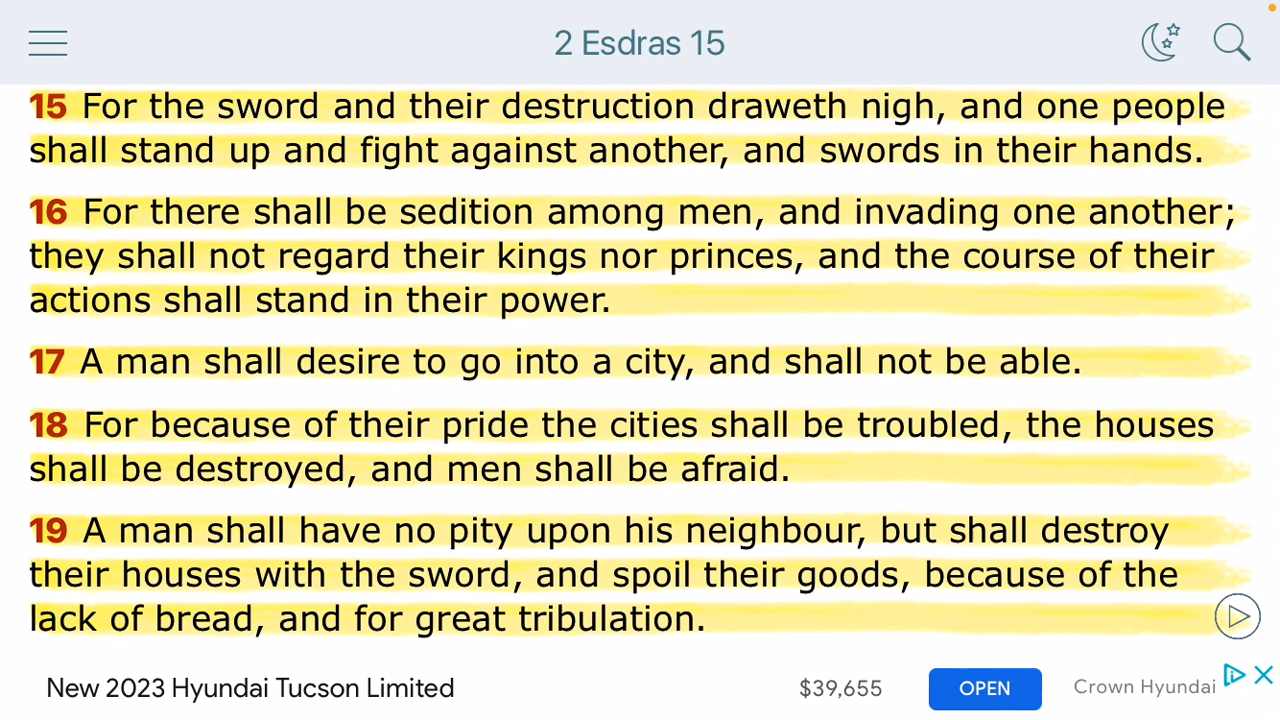 2 Esdras 15
15 For the sword and their destruction draweth nigh, and one people
shall stand up and fight against another, and swords in their hands.
16 For there shall be sedition among men, and invading one another;
they shall not regard their kings nor princes, and the course of their
actions shall stand in their power.
17 A man shall desire to go into a city, and shall not be able.
18 For because of their pride the cities shall be troubled, the houses
shall be destroyed, and men shall be afraid.
19 A man shall have no pity upon his neighbour, but shall destroy
their houses with the sword, and spoil their goods, because of the
lack of bread, and for great tribulation.
New 2023 Hyundai Tucson Limited $39,655 OPEN Crown Hyundai